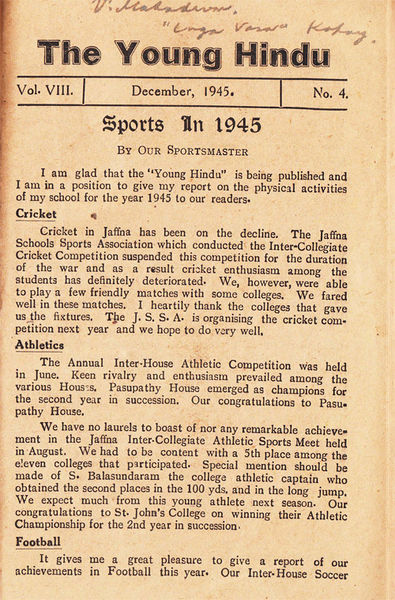 V. Mahadevan.
Kopay.
The Young Hindu
Vol. VIII.
December, 1945.
No. 4.
Sports In 1945
BY OUR SPORTSMASTER
I am glad that the "Young Hindu" is being published and
I am in a position to give my report on the physical activities
of my school for the year 1945 to our readers.
Cricket
Cricket in Jaffna has been on the decline. The Jaffna
Schools Sports Association which conducted the Inter-Collegiate
Cricket Competition suspended this competition for the duration
of the war and as a result cricket enthusiasm among the
students has definitely deteriorated. We, however, were able
to play a few friendly matches with some colleges. We fared
well in these matches. I heartily thank the colleges that gave
us the fixtures. The J. S. S. A. is organising the cricket com-
petition next year and we hope to do very well.
Athletics
The Annual Inter-House Athletic Competition was held
in June. Keen rivalry and enthusiasm prevailed among the
various Houses. Pasupathy House emerged as champions for
the second year in succession. Our congratulations to Pasu-
pathy House.
We have no laurels to boast of nor any remarkable achieve-
ment in the Jaffna Inter-Collegiate Athletic Sports Meet held
in August. We had to be content with a 5th place among the
eleven colleges that participated. Special mention should be
made of S. Balasundaram the college athletic captain who
obtained the second places in the 100 yds. and in the long jump.
We expect much from this young athlete next season. Our
congratulations to St. John's College on winning their Athletic
Championship for the 2nd year in succession.
Football
It gives me a great pleasure to give a report of our
achievements in Football this year. Our Inter-House Soccer